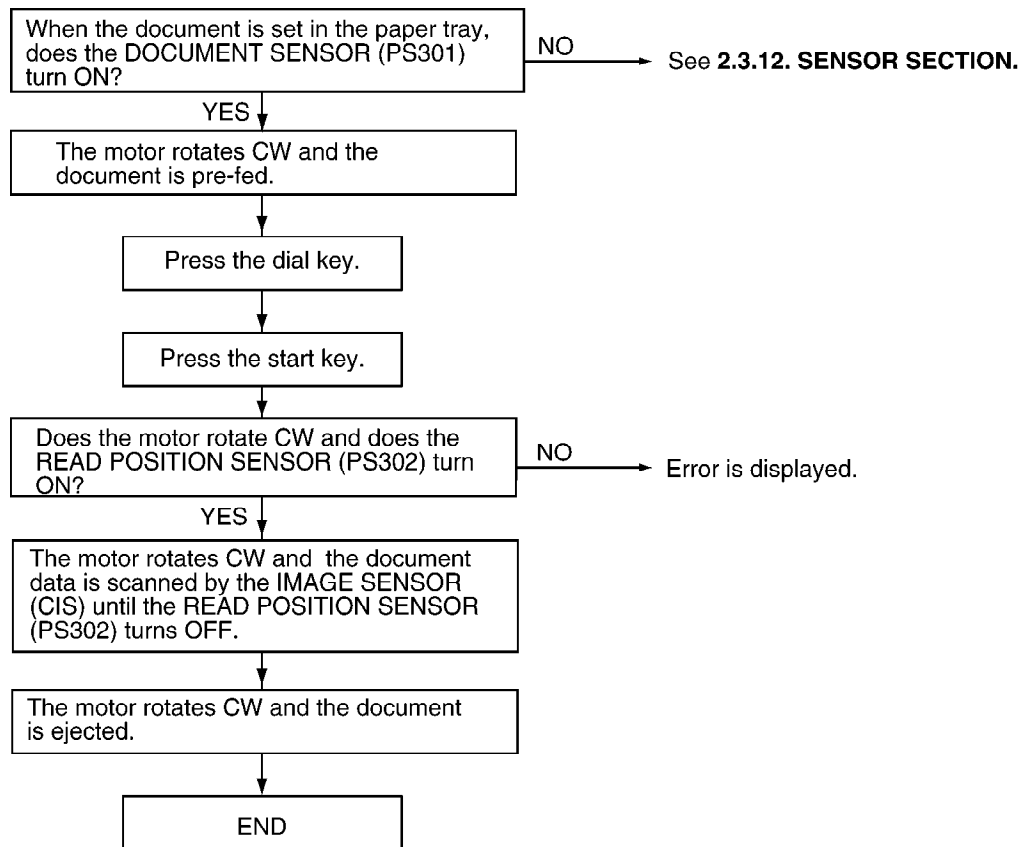 When the document is set in the paper tray,
does the DOCUMENT SENSOR (PS301)
turn ON?
NO
See 2.3.12. SENSOR SECTION.
YES
The motor rotates CW and the
document is pre-fed.
Press the dial key.
Press the start key.
Does the motor rotate CW and does the
READ POSITION SENSOR (PS302) turn
ON?
NO
Error is displayed.
YES
The motor rotates CW and the document
data is scanned by the IMAGE SENSOR
(CIS) until the READ POSITION SENSOR
(PS302) turns OFF.
The motor rotates CW and the document
is ejected.
END